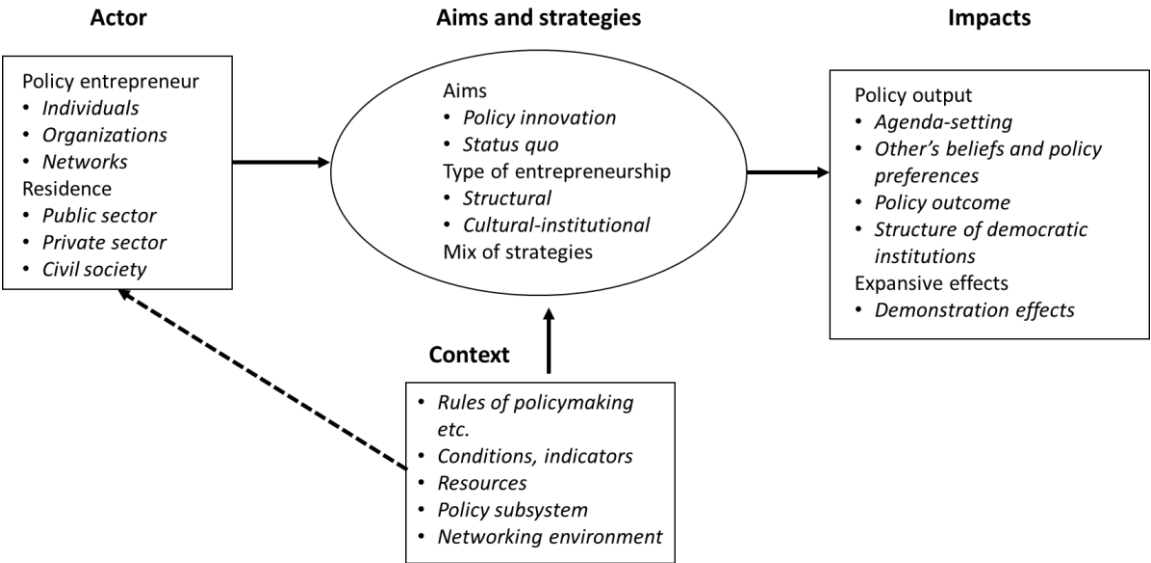 Actor
Policy entrepreneur
• Individuals
• Organizations
• Networks
Residence
• Public sector
• Private sector
• Civil society
Aims and strategies
Aims
• Policy innovation
• Status quo
Type of entrepreneurship
• Structural
• Cultural-institutional
Mix of strategies
Impacts
Policy output
• Agenda-setting
• Other's beliefs and policy
preferences
• Policy outcome
• Structure of democratic
institutions
Expansive effects
• Demonstration effects
Context
• Rules of policymaking
etc.
• Conditions, indicators
• Resources
• Policy subsystem
• Networking environment